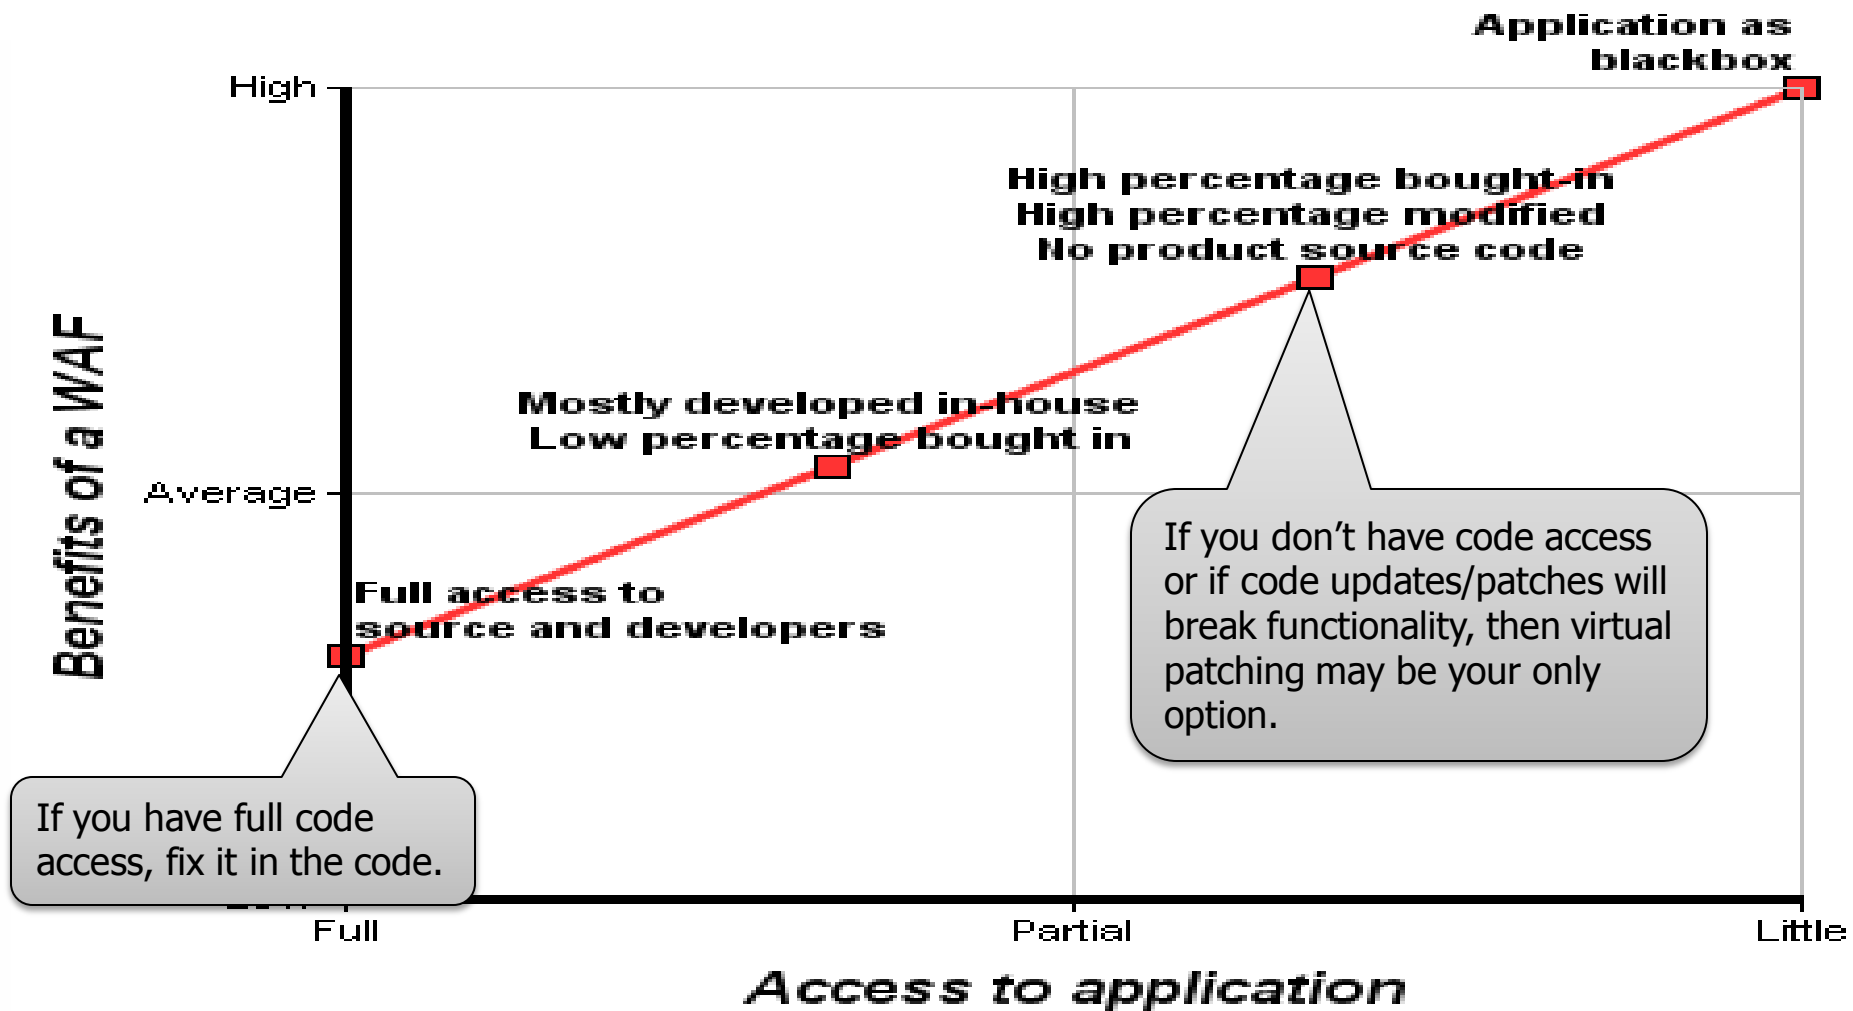 Application as
blackbox
High
High percentage bought-in
High percentage modified
No product source code
Benefits of a WAF
Mostly developed in-house
Low percentage bought in
Average
If you don’t have code access
or if code updates/patches will
break functionality, then virtual
patching may be your only
option.
Full access to
source and developers
If you have full code
access, fix it in the code.
Full
Partial
Little
Access to application